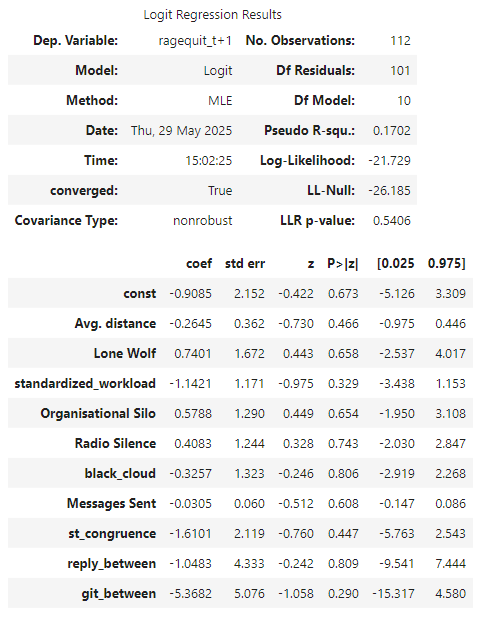 Logit Regression Results
Dep. Variable: ragequit_t+1 No. Observations: 112
Model: Logit Df Residuals: 101
Method: MLE Df Model: 10
Date: Thu, 29 May 2025 Pseudo R-squ.: 0.1702
Time: 15:02:25 Log-Likelihood: -21.729
converged: True LL-Null: -26.185
Covariance Type: nonrobust LLR p-value: 0.5406
coef std err z P>|z| [0.025 0.975]
const -0.9085 2.152 -0.422 0.673 -5.126 3.309
Avg. distance -0.2645 0.362 -0.730 0.466 -0.975 0.446
Lone Wolf 0.7401 1.672 0.443 0.658 -2.537 4.017
standardized_workload -1.1421 1.171 -0.975 0.329 -3.438 1.153
Organisational Silo 0.5788 1.290 0.449 0.654 -1.950 3.108
Radio Silence 0.4083 1.244 0.328 0.743 -2.030 2.847
black_cloud -0.3257 1.323 -0.246 0.806 -2.919 2.268
Messages Sent -0.0305 0.060 -0.512 0.608 -0.147 0.086
st_congruence -1.6101 2.119 -0.760 0.447 -5.763 2.543
reply_between -1.0483 4.333 -0.242 0.809 -9.541 7.444
git_between -5.3682 5.076 -1.058 0.290 -15.317 4.580